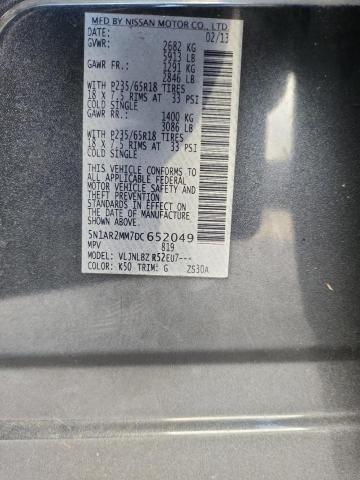 MFD BY NISSAN MOTOR CO., LTD
DATE: 02/13
GVWR: 2682 KG
5913 LB
GAWR FR.: 1291 KG
2846 LB
WITH P235/65R18 TIRES
18 X 7.5 RIMS AT 33 PSI
COLD SINGLE
GAWR RR.: 1400 KG
3086 LB
WITH P235/65R18 TIRES
18 X 7.5 RIMS AT 33 PSI
COLD SINGLE
THIS VEHICLE CONFORMS TO
ALL APPLICABLE FEDERAL
MOTOR VEHICLE SAFETY AND
THEFT PREVENTION
STANDARDS IN EFFECT ON
THE DATE OF MANUFACTURE
SHOWN ABOVE.
5N1AR2MM7DC652049
MPV 819
MODEL: VLJNLBZ R52EU7---
COLOR: K50 TRIM: G ZS30A